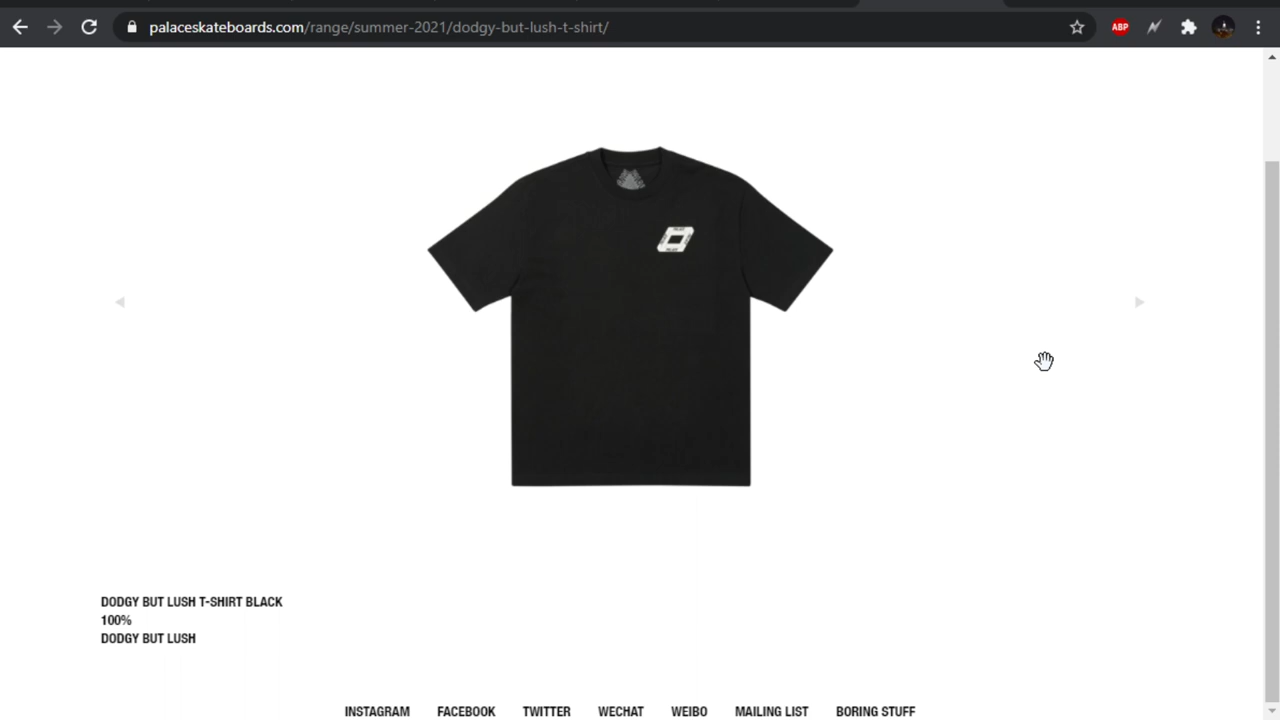 palaceskateboards.com/range/summer-2021/dodgy-but-lush-t-shirt/
ABP
DODGY BUT LUSH T-SHIRT BLACK
100%
DODGY BUT LUSH
INSTAGRAM FACEBOOK TWITTER WECHAT WEIBO MAILING LIST BORING STUFF